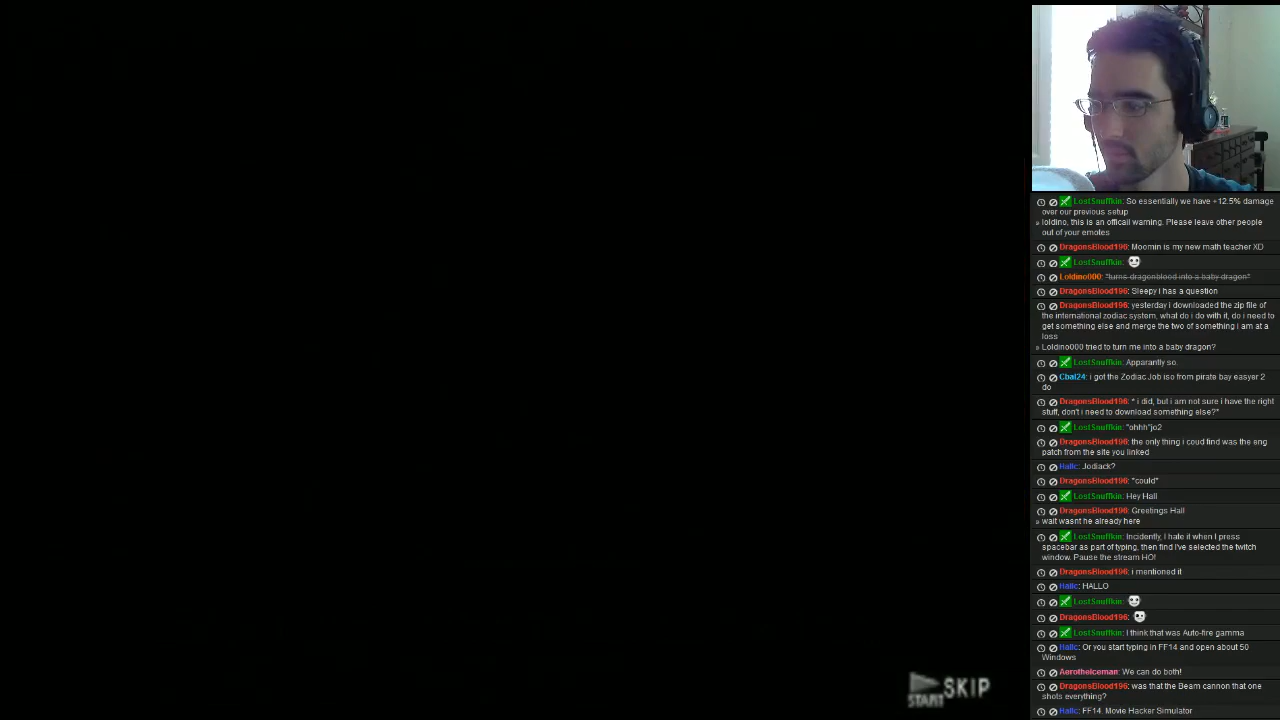 LostSnuffkin: So essentially we have +12.5% damage
over our previous setup
» loldino, this is an officail warning. Please leave other people
out of your emotes
DragonsBlood196: Moomin is my new math teacher XD
LostSnuffkin:
Loldino000: *turns dragonblood into a baby dragon*
DragonsBlood196: Sleepy i has a question
DragonsBlood196: yesterday i downloaded the zip file of
the international zodiac system, what do i do with it, do i need to
get something else and merge the two of something i am at a
loss
» Loldino000 tried to turn me into a baby dragon?
LostSnuffkin: Apparantly so.
Cbal24: i got the Zodiac Job iso from pirate bay easyer 2
do
DragonsBlood196: * i did, but i am not sure i have the right
stuff, don't i need to download something else?*
LostSnuffkin: *ohhh*jo2
DragonsBlood196: the only thing i coud find was the eng
patch from the site you linked
Hallc: Jodiack?
DragonsBlood196: *could*
LostSnuffkin: Hey Hall
DragonsBlood196: Greetings Hall
» wait wasnt he already here
LostSnuffkin: Incidently, I hate it when I press
spacebar as part of typing, then find I've selected the twitch
window. Pause the stream HO!
DragonsBlood196: i mentioned it
Hallc: HALLO
LostSnuffkin:
DragonsBlood196:
LostSnuffkin: I think that was Auto-fire gamma
Hallc: Or you start typing in FF14 and open about 50
Windows
Aerotheiceman: We can do both!
DragonsBlood196: was that the Beam cannon that one
shots everything?
Hallc: FF14. Movie Hacker Simulator
START SKIP